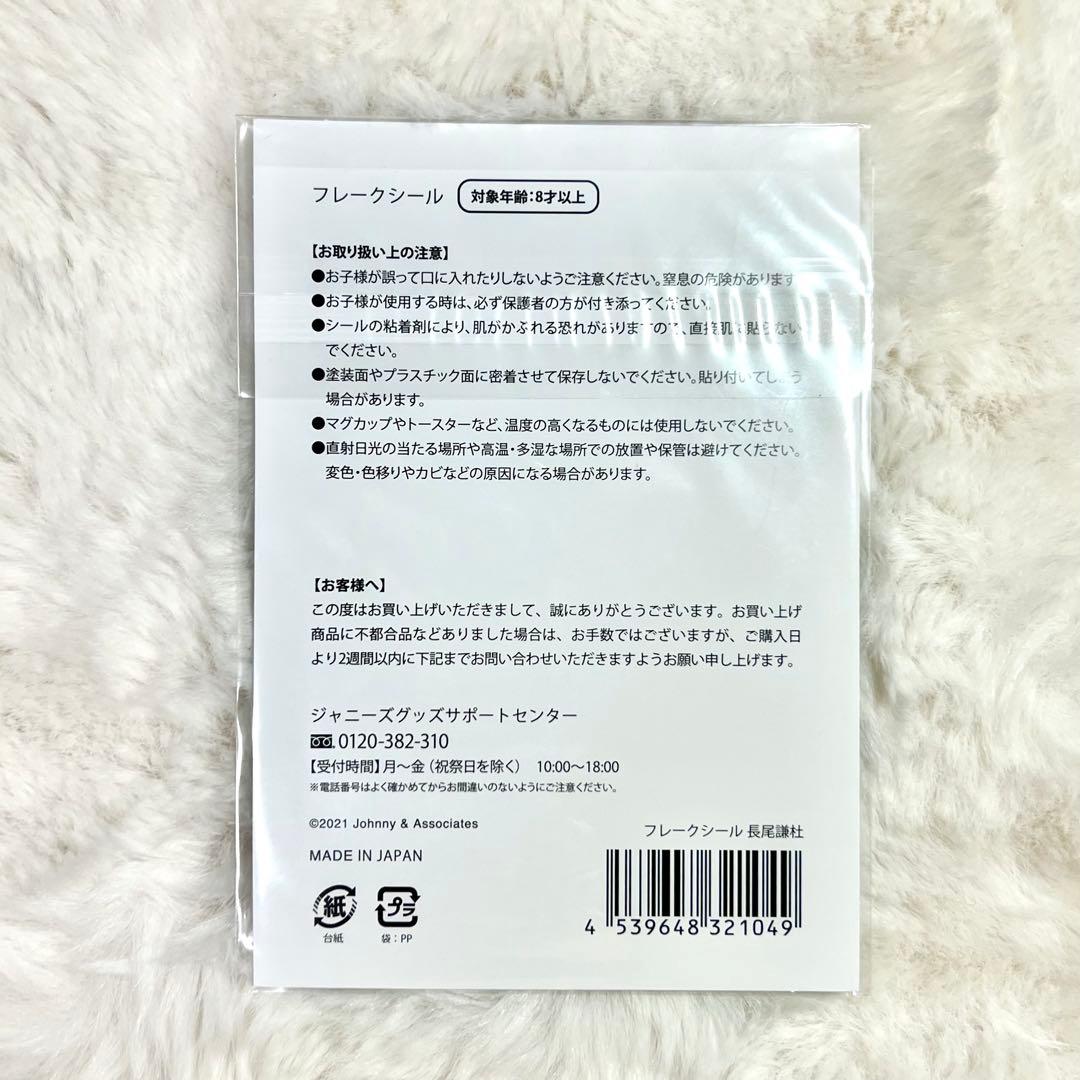 フレークシール 対象年齢:8才以上
【お取り扱い上の注意】
●お子様が誤って口に入れたりしないようご注意ください。窒息の危険があります
●お子様が使用する時は、必ず保護者の方が付き添ってください。
●シールの粘着剤により、肌がかぶれる恐れがありますので、直接肌に貼らない
でください。
●塗装面やプラスチック面に密着させて保存しないでください。貼り付いてしまう
場合があります。
●マグカップやトースターなど、温度の高くなるものには使用しないでください。
●直射日光の当たる場所や高温・多湿な場所での放置や保管は避けてください。
変色・色移りやカビなどの原因になる場合があります。
【お客様へ】
この度はお買い上げいただきまして、誠にありがとうございます。お買い上げ
商品に不都合品などありました場合は、お手数ではございますが、ご購入日
より2週間以内に下記までお問い合わせいただきますようお願い申し上げます。
ジャニーズグッズサポートセンター
0120-382-310
【受付時間】月〜金（祝祭日を除く） 10:00〜18:00
※電話番号はよく確かめてからお間違いのないようにご注意ください。
©2021 Johnny & Associates
MADE IN JAPAN
フレークシール 長尾謙杜
紙 プラ
台紙 袋：PP
4 539648 321049